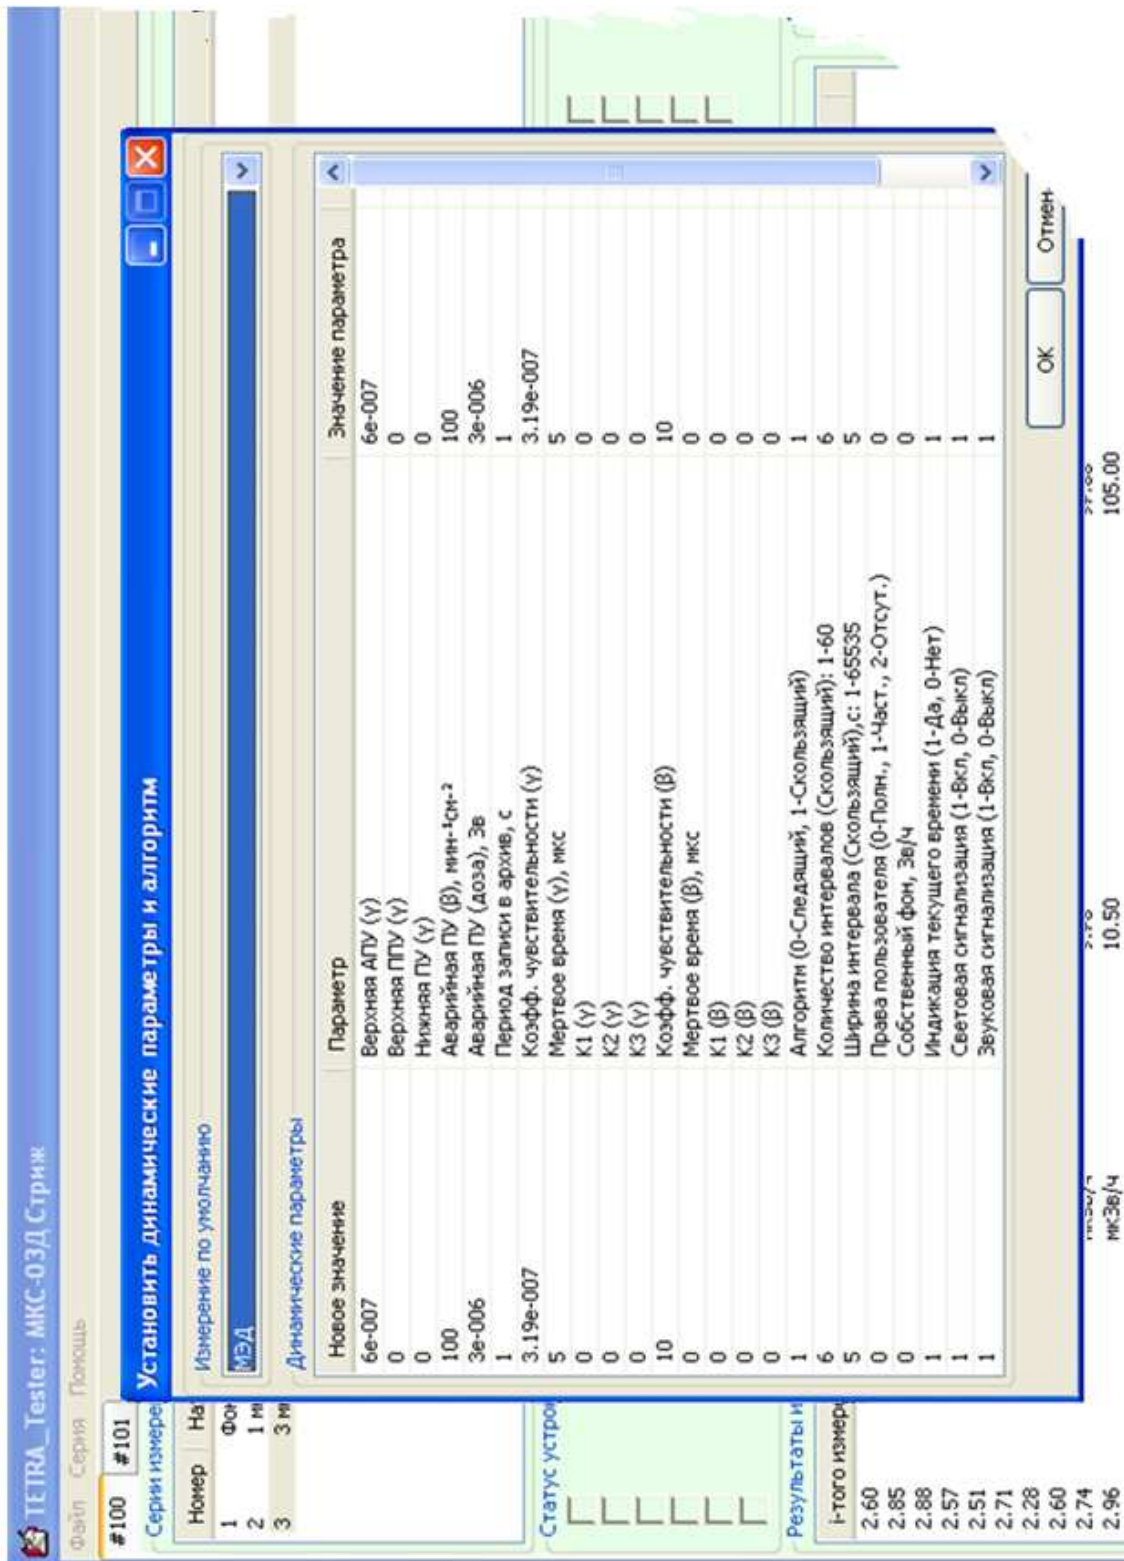 TETRA_Tester: МКС-03Д Стриж
Файл Серия Помощь
#100 #101
Серии измере
Номер На
1 Фон
2 1 м
3 3 м
Установить динамические параметры и алгоритм
Измерение по умолчанию
МЭД
Динамические параметры
Новое значение Параметр Значение параметра
6e-007 Верхняя АПУ (γ) 6e-007
0 Верхняя ППУ (γ) 0
0 Нижняя ПУ (γ) 0
100 Аварийная ПУ (β), мин-¹см-² 100
3e-006 Аварийная ПУ (доза), Зв 3e-006
1 Период записи в архив, с 1
3.19e-007 Коэфф. чувствительности (γ) 3.19e-007
5 Мертвое время (γ), мкс 5
0 K1 (γ) 0
0 K2 (γ) 0
0 K3 (γ) 0
10 Коэфф. чувствительности (β) 10
0 Мертвое время (β), мкс 0
0 K1 (β) 0
0 K2 (β) 0
0 K3 (β) 0
1 Алгоритм (0-Следящий, 1-Скользящий) 1
6 Количество интервалов (Скользящий): 1-60 6
5 Ширина интервала (Скользящий),с: 1-65535 5
0 Права пользователя (0-Полн., 1-Част., 2-Отсут.) 0
0 Собственный фон, Зв/ч 0
1 Индикация текущего времени (1-Да, 0-Нет) 1
1 Световая сигнализация (1-Вкл, 0-Выкл) 1
1 Звуковая сигнализация (1-Вкл, 0-Выкл) 1
OK Отмен
Статус устрой
Результаты и
i-того измер
2.60
2.85
2.88
2.57
2.51
2.71
2.28
2.60
2.74
2.96 мкЗв/ч 10.50 105.00